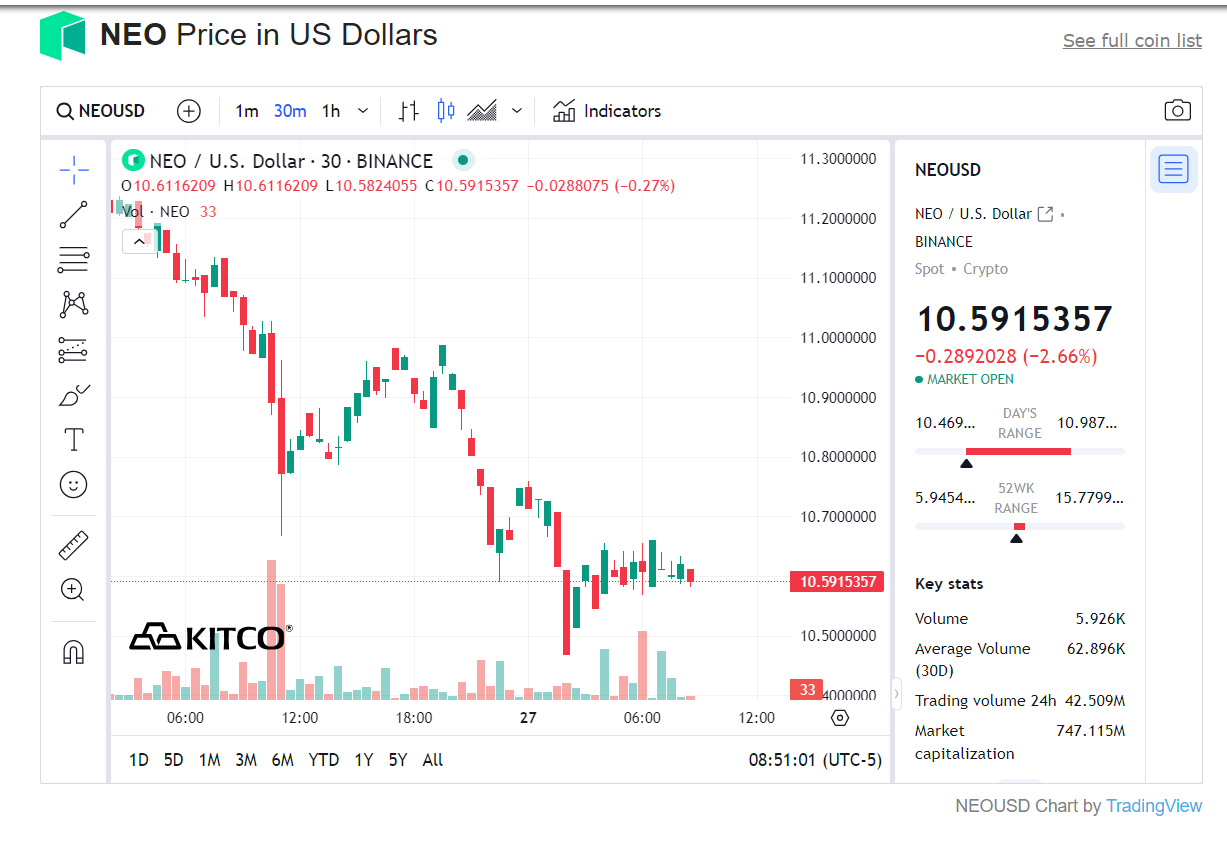 NEO Price in US Dollars
See full coin list
NEOUSD 1m 30m 1h Indicators
NEO / U.S. Dollar · 30 · BINANCE
O10.6116209 H10.6116209 L10.5824055 C10.5915357 −0.0288075 (−0.27%)
Vol · NEO 33
11.3000000
11.2000000
11.1000000
11.0000000
10.9000000
10.8000000
10.7000000
10.5915357
10.5000000
33
4000000
KITCO®
06:00 12:00 18:00 27 06:00 12:00
1D 5D 1M 3M 6M YTD 1Y 5Y All
08:51:01 (UTC-5)
NEOUSD
NEO / U.S. Dollar •
BINANCE
Spot • Crypto
10.5915357
−0.2892028 (−2.66%)
MARKET OPEN
10.469... DAY'S RANGE 10.987...
5.9454... 52WK RANGE 15.7799...
Key stats
Volume 5.926K
Average Volume (30D) 62.896K
Trading volume 24h 42.509M
Market capitalization 747.115M
NEOUSD Chart by TradingView